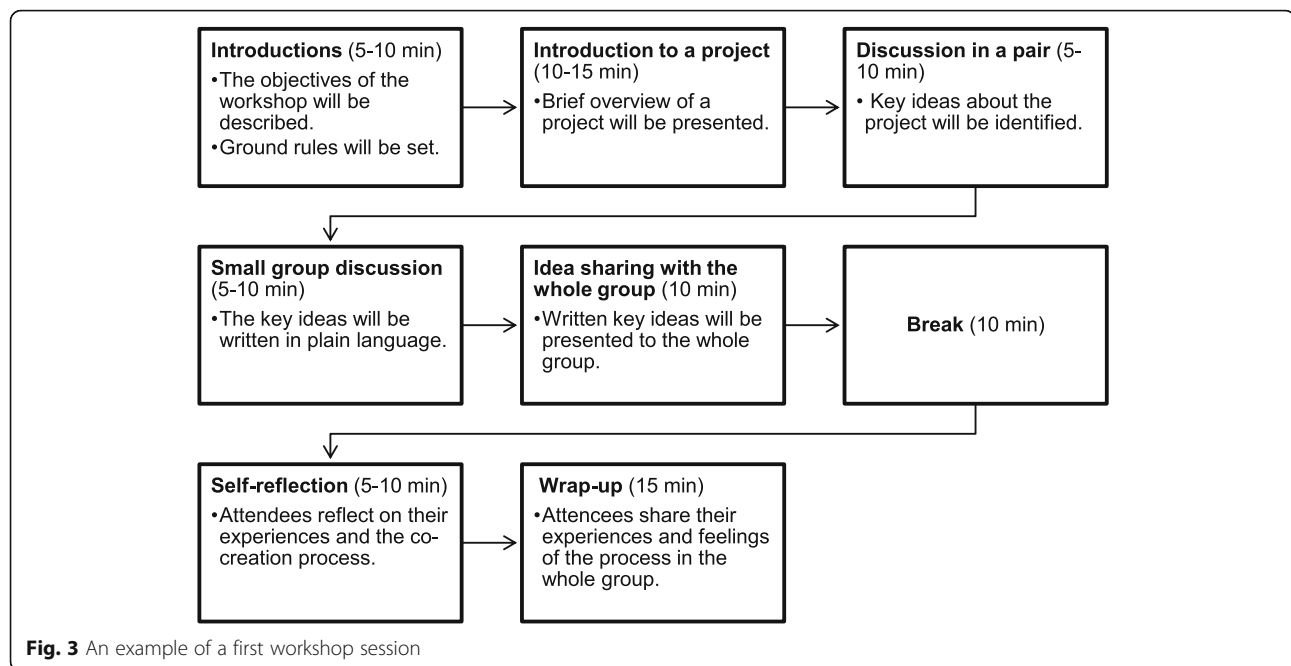 Introductions (5-10 min)
•The objectives of the
workshop will be
described.
•Ground rules will be set.
Introduction to a project
(10-15 min)
•Brief overview of a
project will be presented.
Discussion in a pair (5-
10 min)
• Key ideas about the
project will be identified.
Small group discussion
(5-10 min)
•The key ideas will be
written in plain language.
Idea sharing with the
whole group (10 min)
•Written key ideas will be
presented to the whole
group.
Break (10 min)
Self-reflection (5-10 min)
•Attendees reflect on their
experiences and the co-
creation process.
Wrap-up (15 min)
•Attencees share their
experiences and feelings
of the process in the
whole group.
Fig. 3 An example of a first workshop session